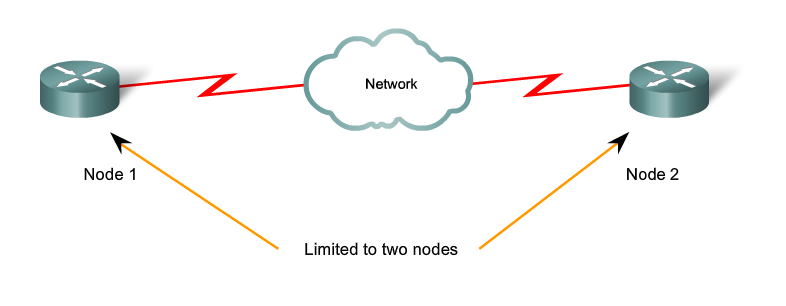 Network
Node 1
Node 2
Limited to two nodes